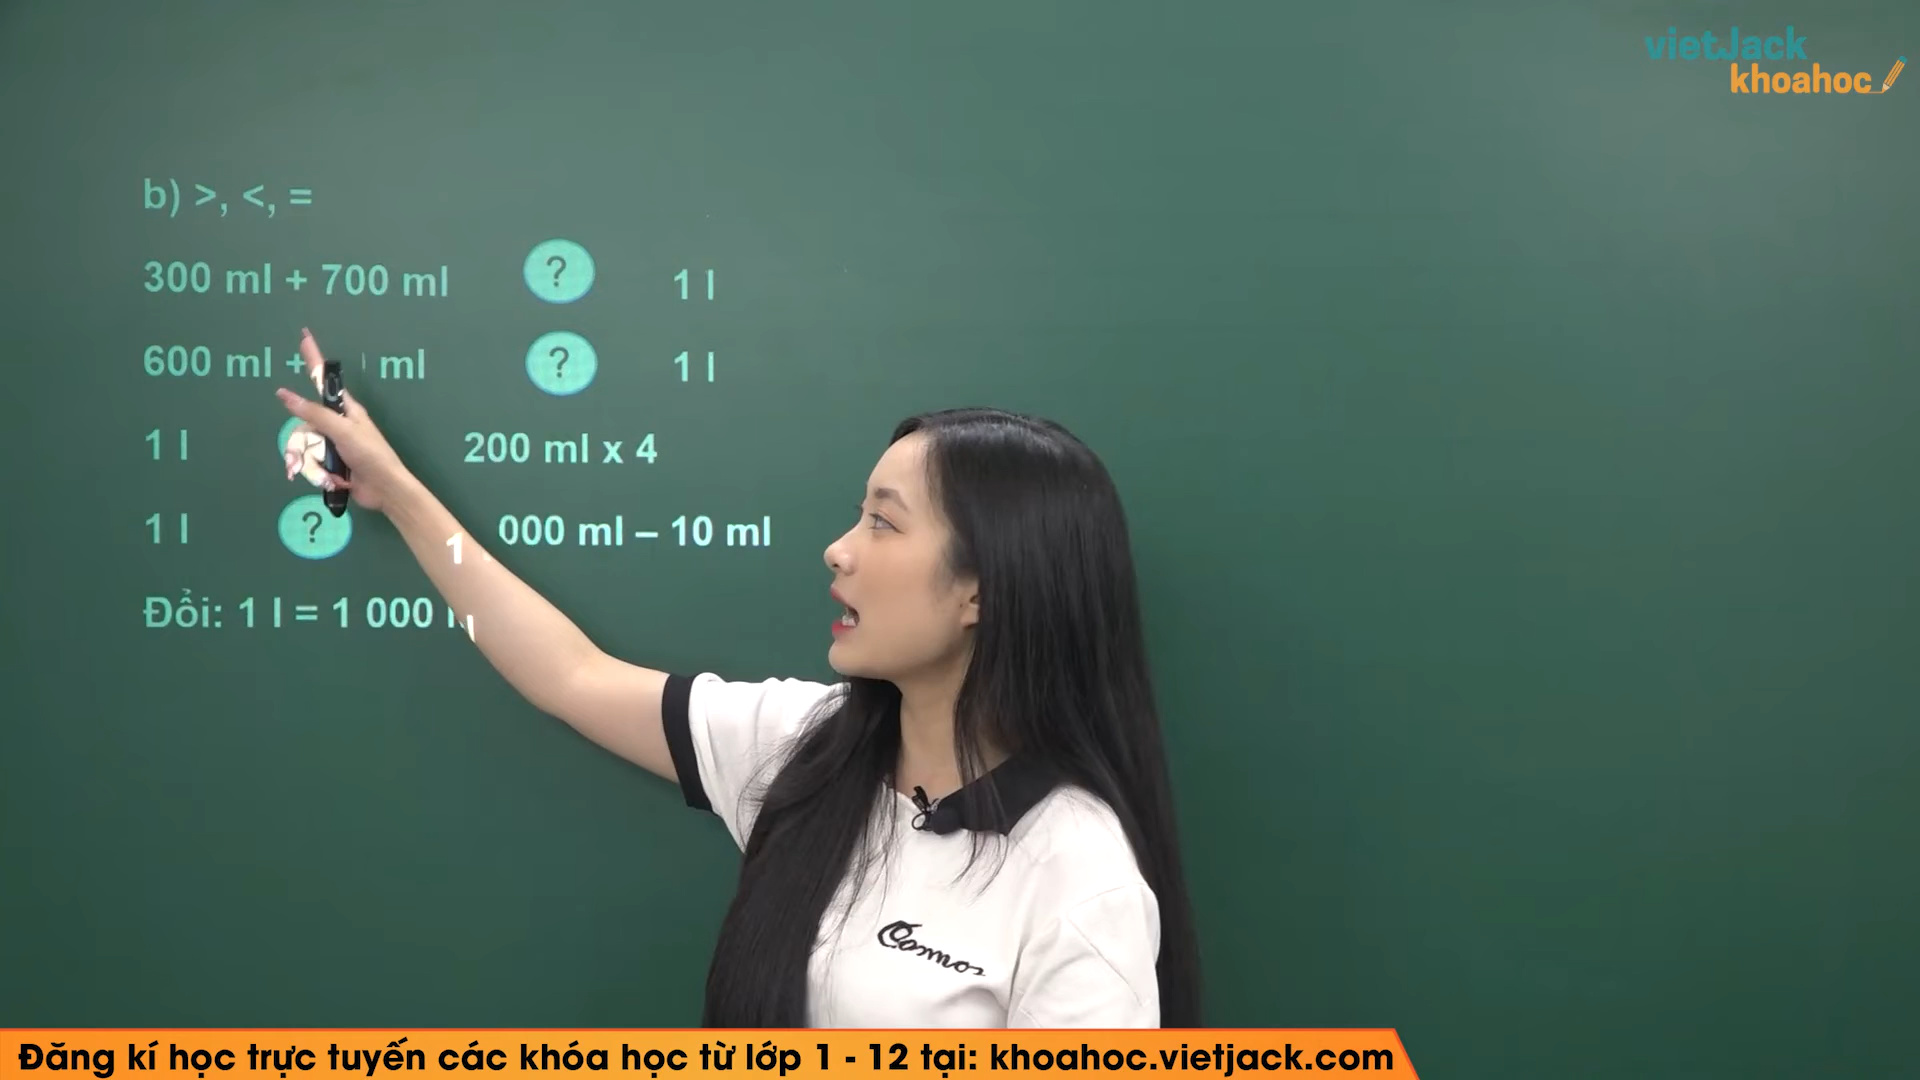 vietJack
khoahoc
b) >, <, =
300 ml + 700 ml ? 1 l
600 ml + ml ? 1 l
1 l 200 ml x 4
1 l ? 1 000 ml – 10 ml
Đổi: 1 l = 1 000
Cosmos
Đăng kí học trực tuyến các khóa học từ lớp 1 - 12 tại: khoahoc.vietjack.com